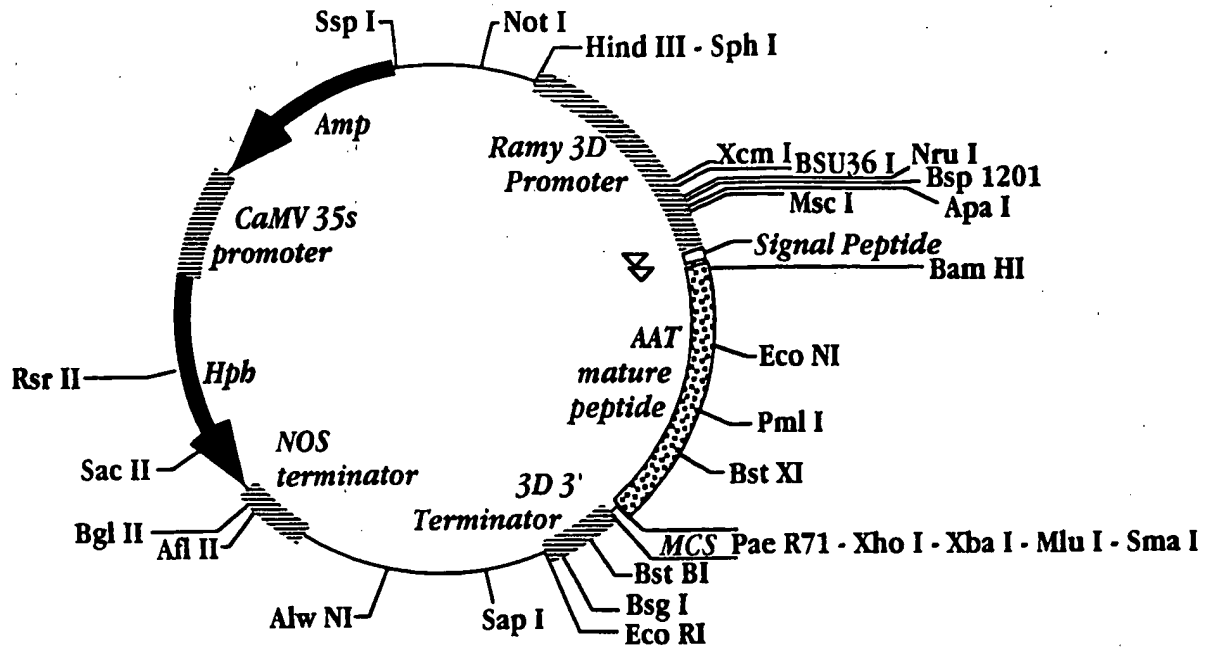 Ssp I
Not I
Hind III - Sph I
Amp
Ramy 3D
Promoter
Xcm I
BSU36 I
Nru I
Bsp 1201
Msc I
Apa I
CaMV 35s
promoter
Signal Peptide
Bam HI
AAT
mature
peptide
Eco NI
Rsr II
Hph
Pml I
NOS
terminator
Sac II
Bst XI
3D 3'
Terminator
Bgl II
Afl II
MCS
Pae R71 - Xho I - Xba I - Mlu I - Sma I
Bst BI
Bsg I
Alw NI
Sap I
Eco RI